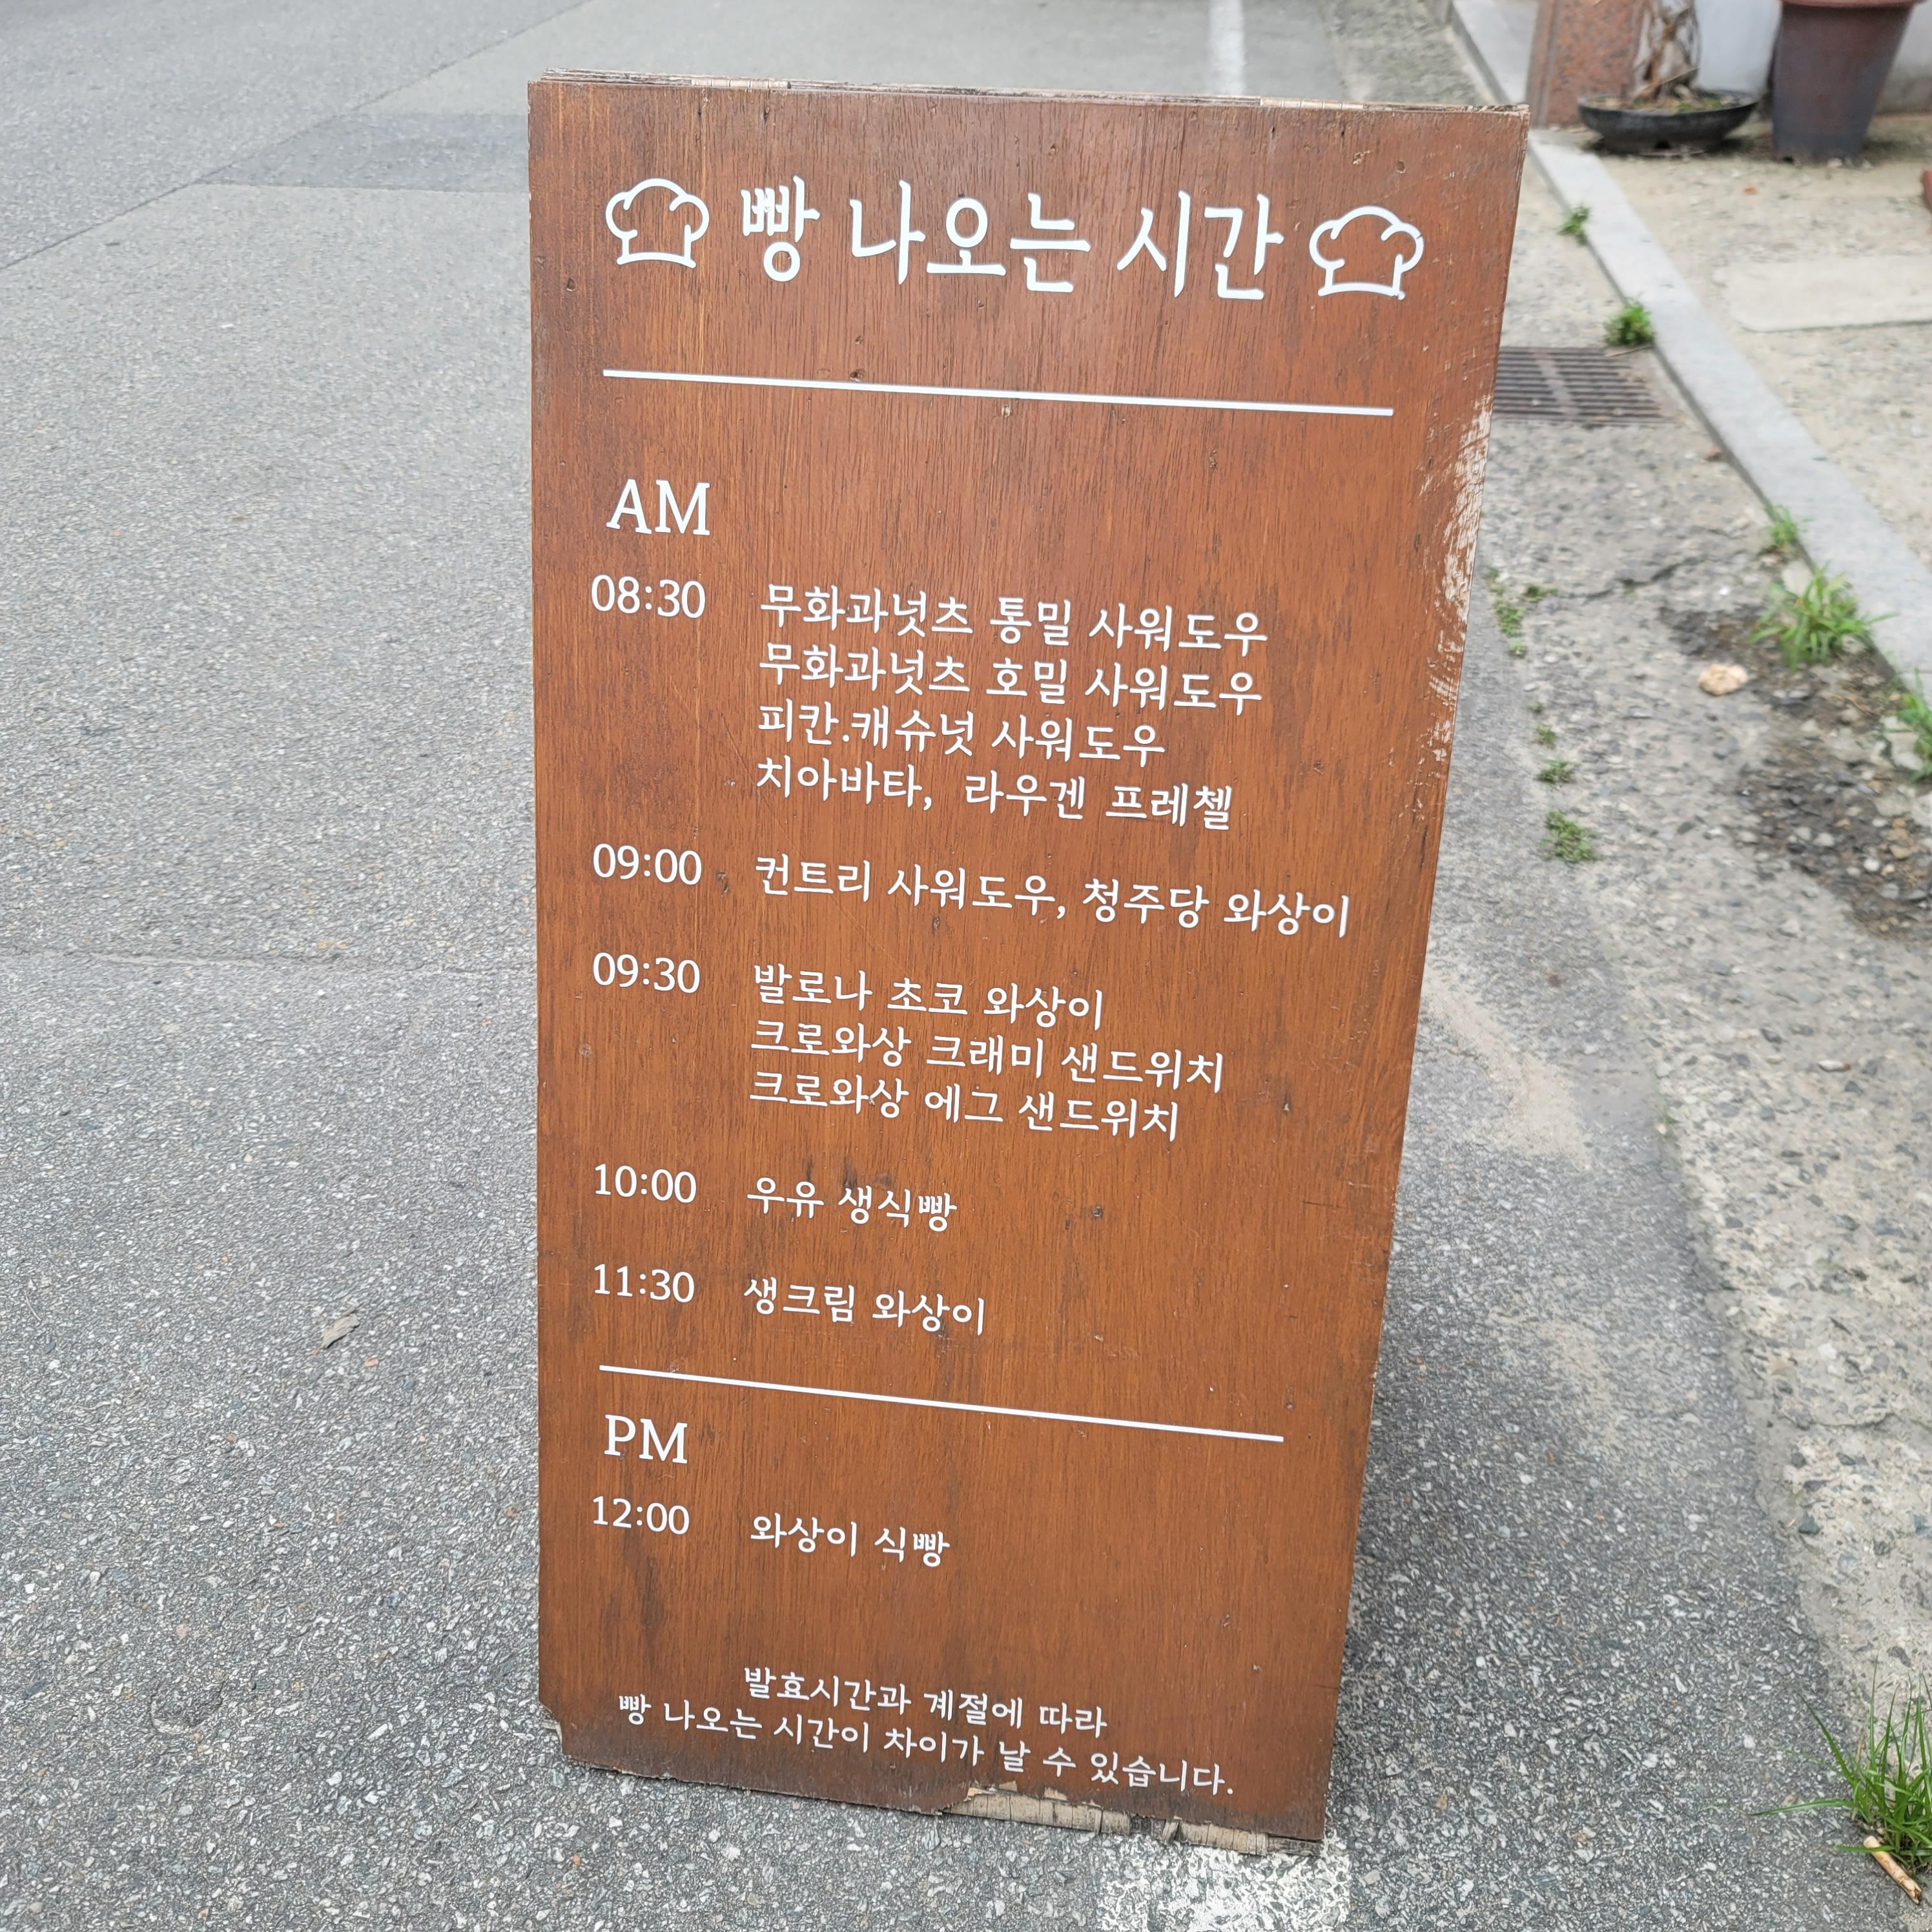 빵 나오는 시간
AM
08:30 무화과넛츠 통밀 사워도우
무화과넛츠 호밀 사워도우
피칸.캐슈넛 사워도우
치아바타, 라우겐 프레첼
09:00 컨트리 사워도우, 청주당 와상이
09:30 발로나 초코 와상이
크로와상 크래미 샌드위치
크로와상 에그 샌드위치
10:00 우유 생식빵
11:30 생크림 와상이
PM
12:00 와상이 식빵
발효시간과 계절에 따라
빵 나오는 시간이 차이가 날 수 있습니다.